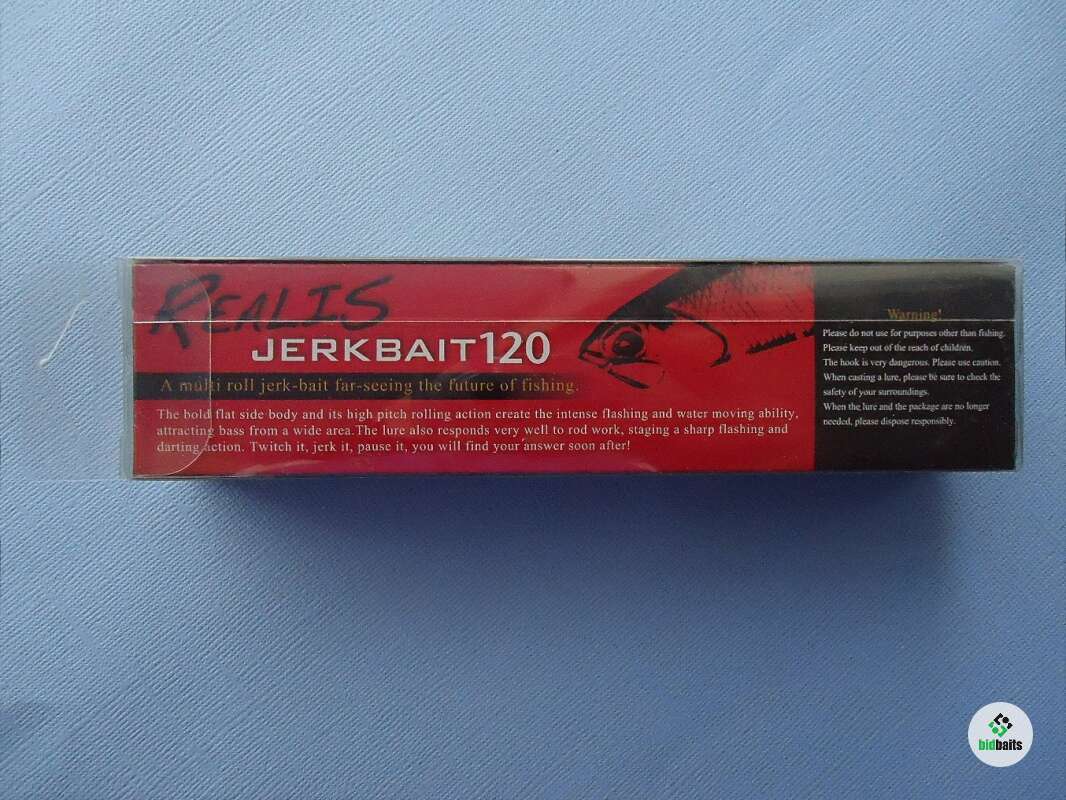 REALIS
JERKBAIT 120
A multi roll jerk-bait far-seeing the future of fishing.
The bold flat side body and its high pitch rolling action create the intense flashing and water moving ability,
attracting bass from a wide area. The lure also responds very well to rod work, staging a sharp flashing and
darting action. Twitch it, jerk it, pause it, you will find your answer soon after!
Warning!
Please do not use for purposes other than fishing.
Please keep out of the reach of children.
The hook is very dangerous. Please use caution.
When casting a lure, please be sure to check the
safety of your surroundings.
When the lure and the package are no longer
needed, please dispose responsibly.
bidbaits